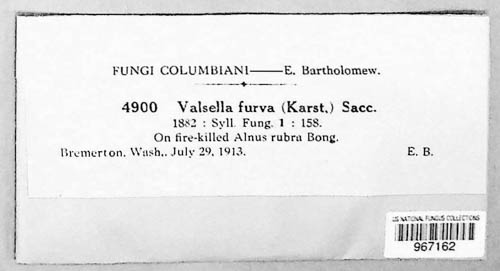 FUNGI COLUMBIANI—E. Bartholomew.
4900 Valsella furva (Karst.) Sacc.
1882 : Syll. Fung. 1 : 158.
On fire-killed Alnus rubra Bong.
Bremerton, Wash., July 29, 1913. E. B.
US NATIONAL FUNGUS COLLECTIONS
967162